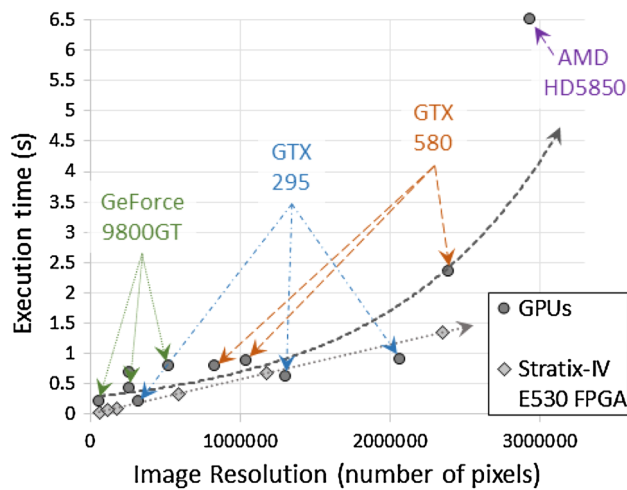 6.5
6
5.5
5
4.5
4
3.5
3
2.5
2
1.5
1
0.5
0
Execution time (s)
AMD
HD5850
GTX
580
GTX
295
GeForce
9800GT
GPUs
Stratix-IV
E530 FPGA
0 1000000 2000000 3000000
Image Resolution (number of pixels)